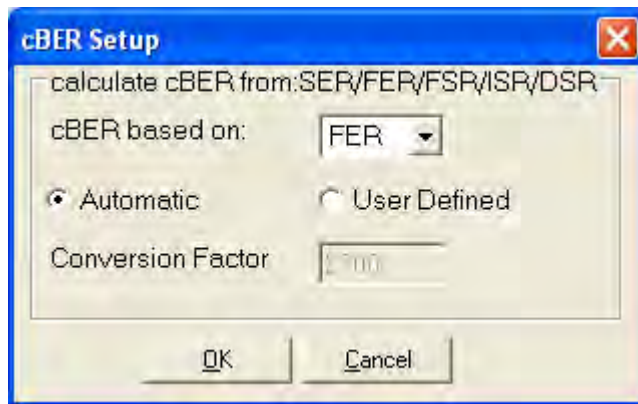 cBER Setup
calculate cBER from:SER/FER/FSR/ISR/DSR
cBER based on:
FER
Automatic
User Defined
Conversion Factor
OK
Cancel